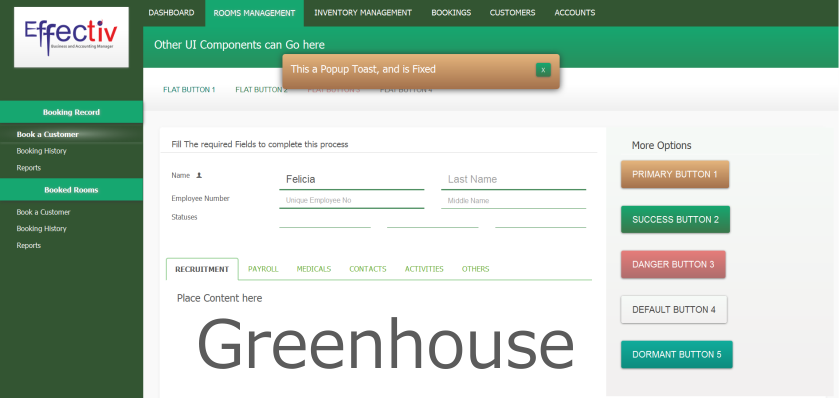 Effectiv
Business and Accounting Manager
DASHBOARD ROOMS MANAGEMENT INVENTORY MANAGEMENT BOOKINGS CUSTOMERS ACCOUNTS
Other UI Components can Go here
This a Popup Toast, and is Fixed x
FLAT BUTTON 1 FLAT BUTTON 2 FLAT BUTTON 3 FLAT BUTTON 4
Booking Record
Book a Customer
Booking History
Reports
Booked Rooms
Book a Customer
Booking History
Reports
Fill The required Fields to complete this process
Name Felicia Last Name
Employee Number Unique Employee No Middle Name
Statuses
RECRUITMENT PAYROLL MEDICALS CONTACTS ACTIVITIES OTHERS
Place Content here
Greenhouse
More Options
PRIMARY BUTTON 1
SUCCESS BUTTON 2
DANGER BUTTON 3
DEFAULT BUTTON 4
DORMANT BUTTON 5